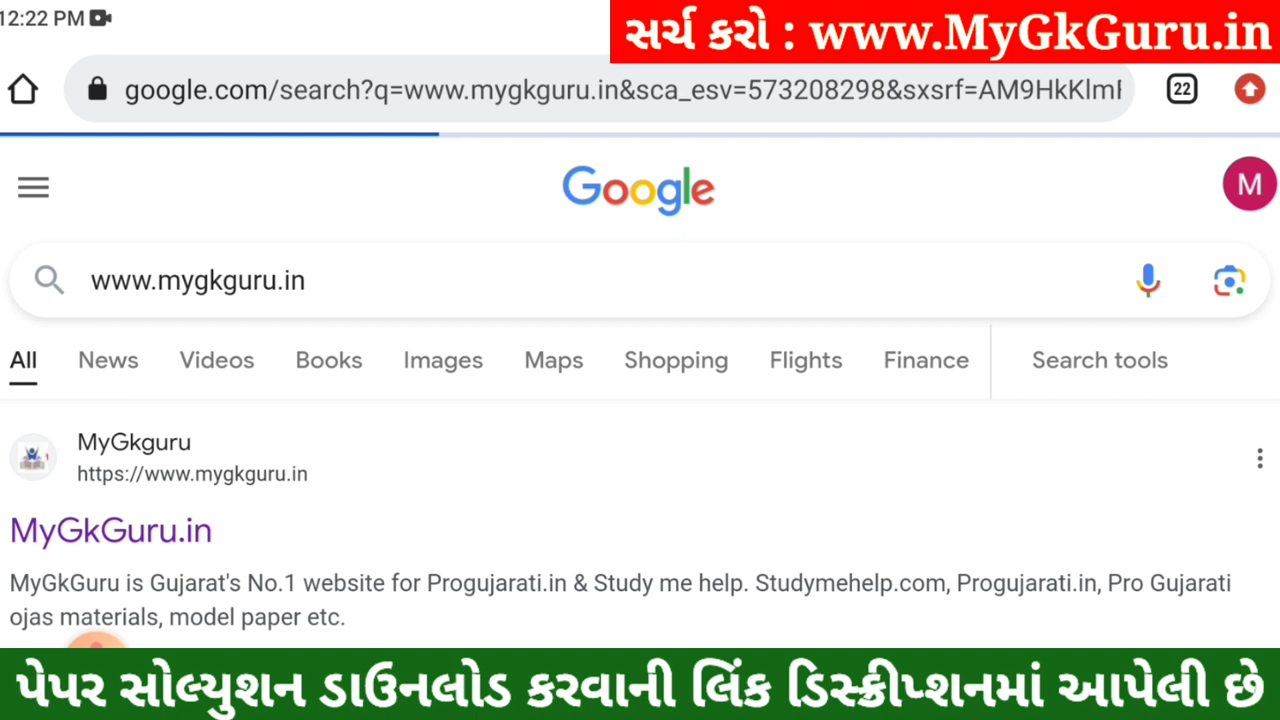 12:22 PM
સર્ચ કરો : www.MyGkGuru.in
google.com/search?q=www.mygkguru.in&sca_esv=573208298&sxsrf=AM9HkKlm
22
Google
M
www.mygkguru.in
All News Videos Books Images Maps Shopping Flights Finance Search tools
MyGkguru
https://www.mygkguru.in
MyGkGuru.in
MyGkGuru is Gujarat's No.1 website for Progujarati.in & Study me help. Studymehelp.com, Progujarati.in, Pro Gujarati
ojas materials, model paper etc.
પેપર સોલ્યુશન ડાઉનલોડ કરવાની લિંક ડિસ્ક્રીપ્શનમાં આપેલી છે